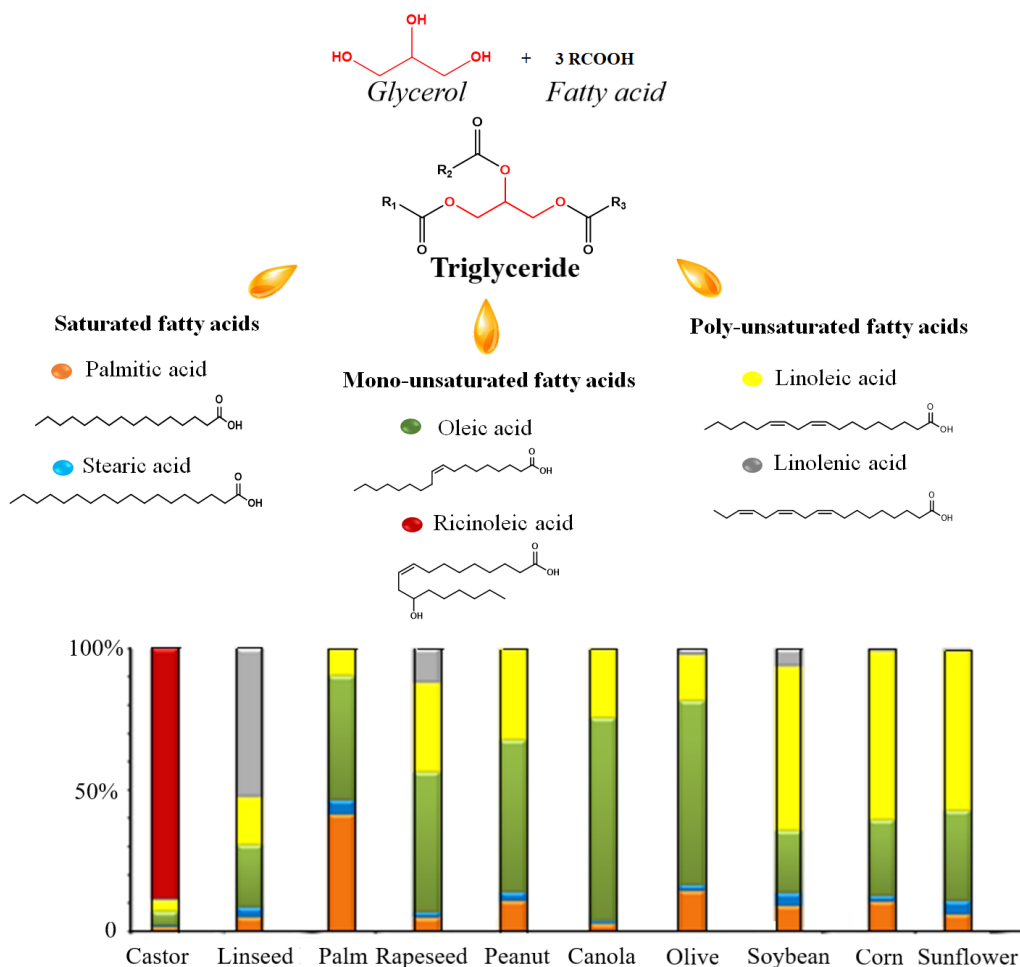 OH
HO
OH
+ 3 RCOOH
Glycerol
Fatty acid
O
R2
O
R1
O
O
R3
O
O
Triglyceride
Saturated fatty acids
Mono-unsaturated fatty acids
Poly-unsaturated fatty acids
Palmitic acid
O
OH
Stearic acid
O
OH
Oleic acid
O
OH
Ricinoleic acid
O
OH
OH
Linoleic acid
O
OH
Linolenic acid
O
OH
100%
50%
0
Castor Linseed Palm Rapeseed Peanut Canola Olive Soybean Corn Sunflower